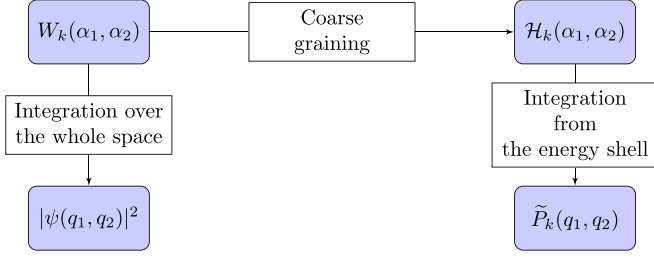 W_k(α_1, α_2)
Coarse
graining
ℋ_k(α_1, α_2)
Integration over
the whole space
Integration
from
the energy shell
|ψ(q_1, q_2)|^2
P̃_k(q_1, q_2)